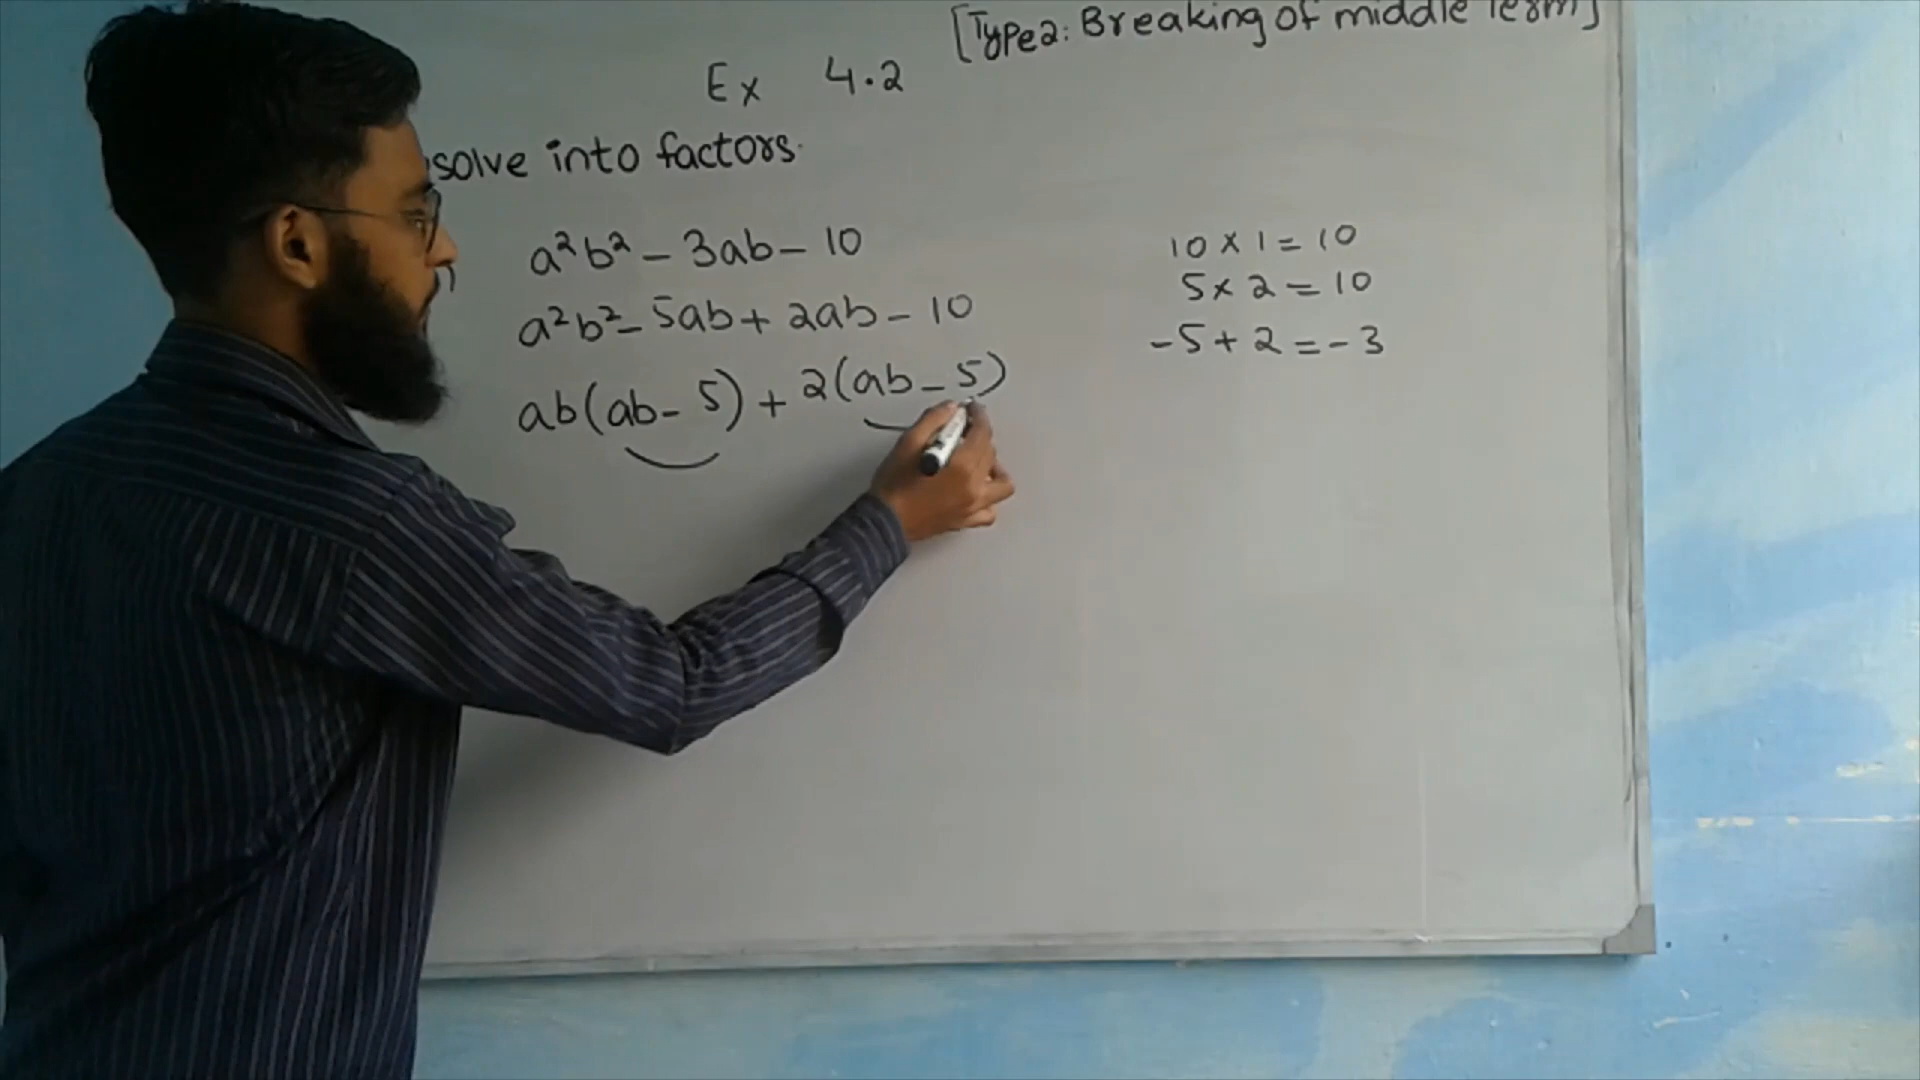 [Type2: Breaking of middle Term]
Ex 4.2
solve into factors.
a²b² - 3ab - 10
a²b² - 5ab + 2ab - 10
ab(ab - 5) + 2(ab - 5)
10 × 1 = 10
5 × 2 = 10
-5 + 2 = -3